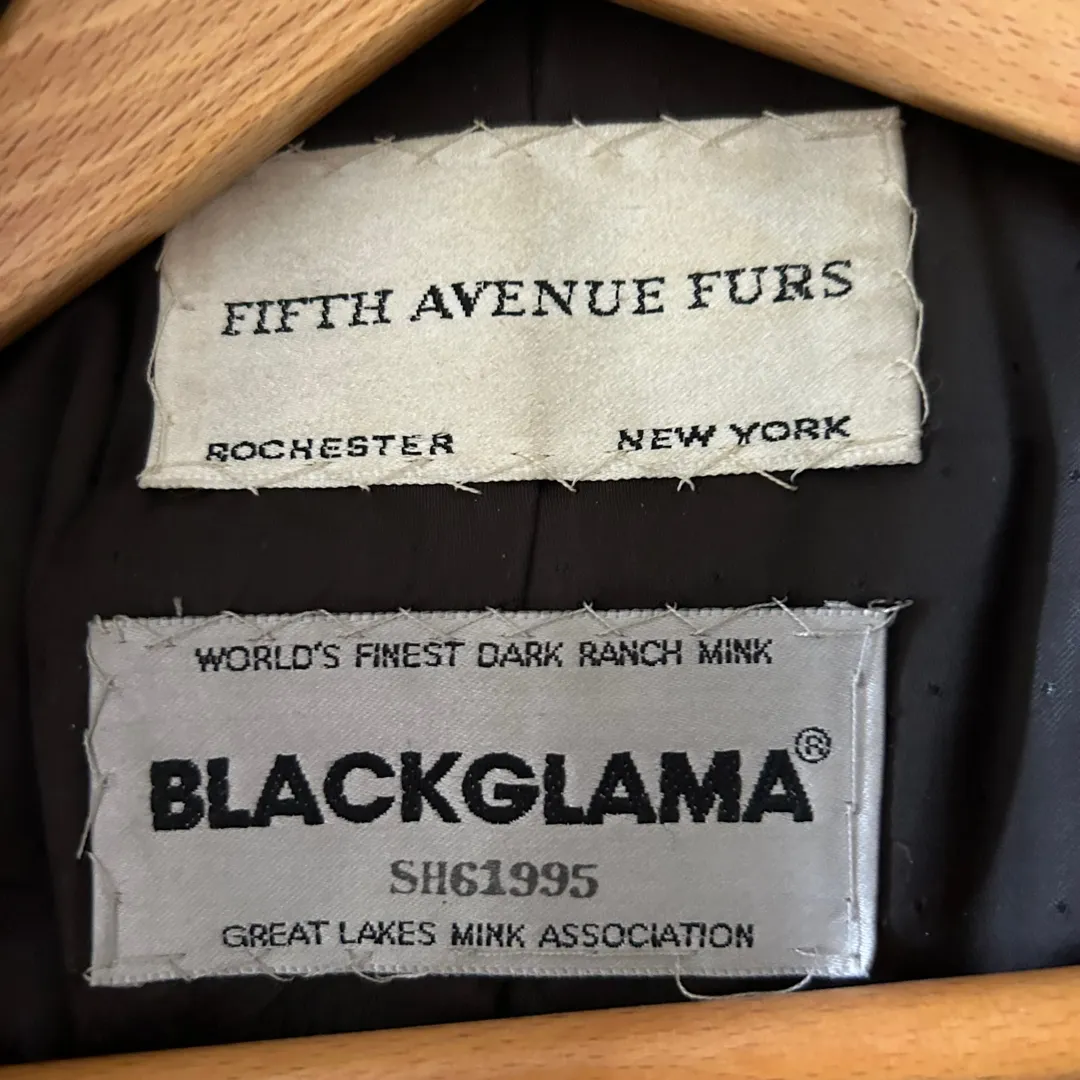 FIFTH AVENUE FURS
ROCHESTER NEW YORK
WORLD'S FINEST DARK RANCH MINK
BLACKGLAMA®
SH61995
GREAT LAKES MINK ASSOCIATION